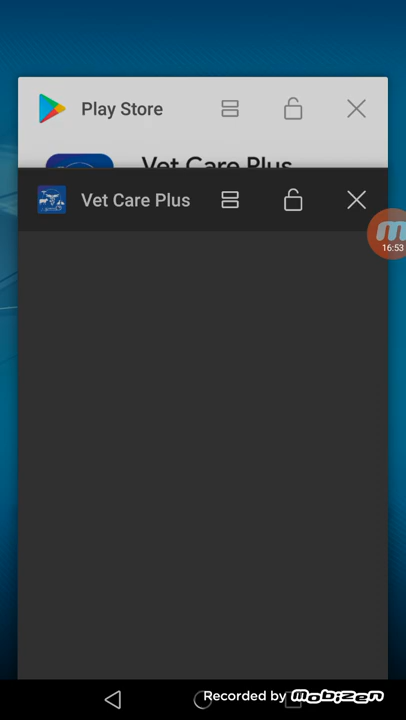 Play Store
Vet Care Plus
Vet Care Plus
16:53
Recorded by Mobizen